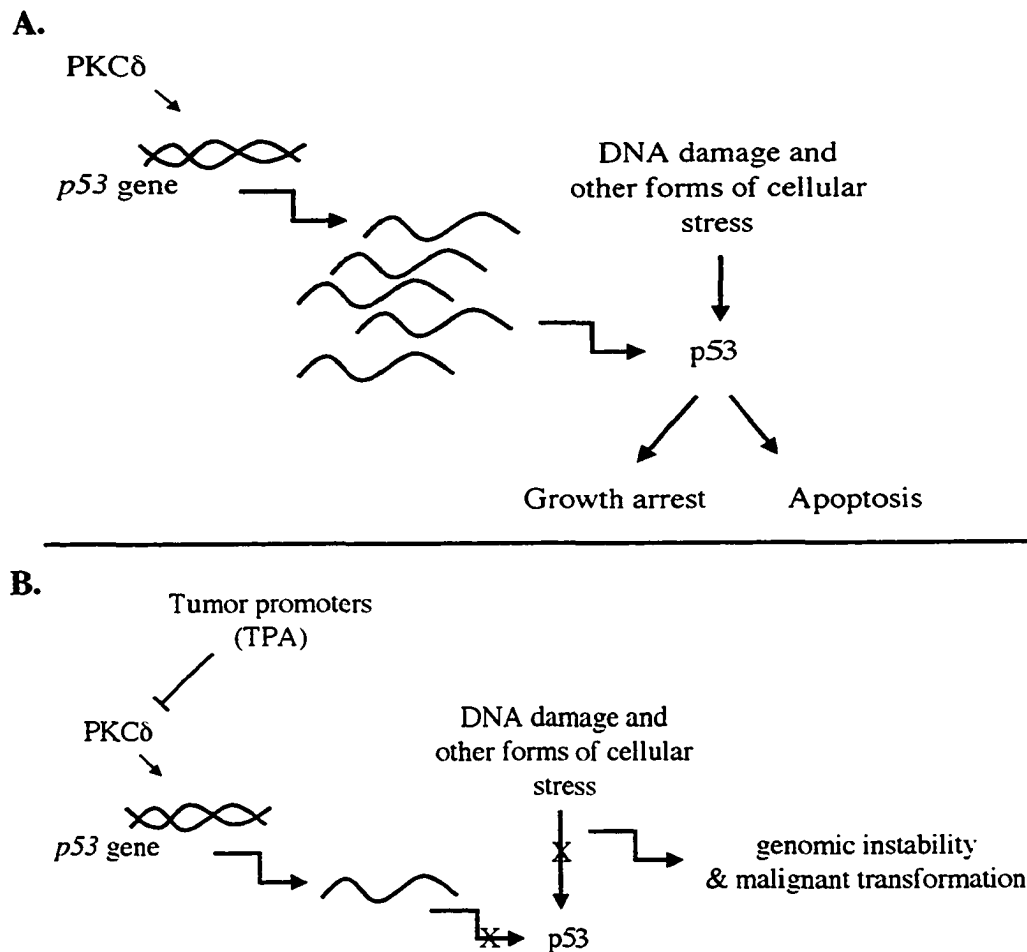 A.
PKCδ
p53 gene
DNA damage and
other forms of cellular
stress
p53
Growth arrest
Apoptosis
B.
Tumor promoters
(TPA)
PKCδ
p53 gene
DNA damage and
other forms of cellular
stress
X
genomic instability
& malignant transformation
X
p53